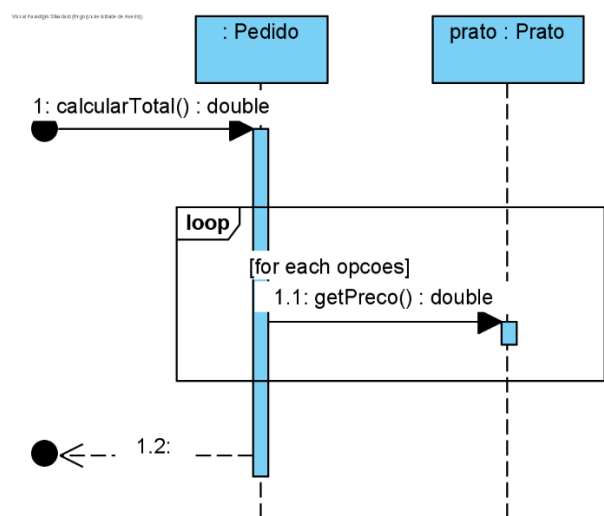 : Pedido
prato : Prato
1: calcularTotal() : double
loop
[for each opcoes]
1.1: getPreco() : double
1.2: